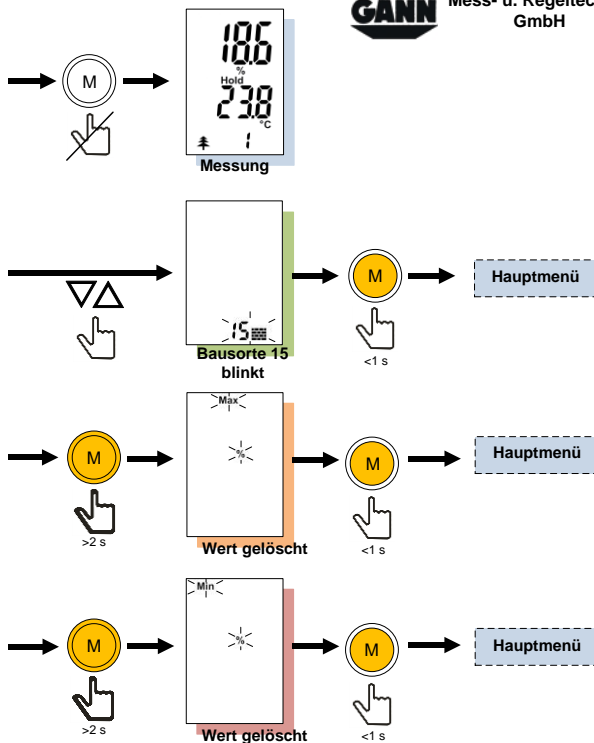 GANN
Mess- u. Regeltec
GmbH
M
18.6
%
Hold
23.8
°C
1
Messung
15
Bausorte 15
blinkt
M
<1 s
Hauptmenü
M
>2 s
Max
%
Wert gelöscht
M
<1 s
Hauptmenü
M
>2 s
Min
%
Wert gelöscht
M
<1 s
Hauptmenü